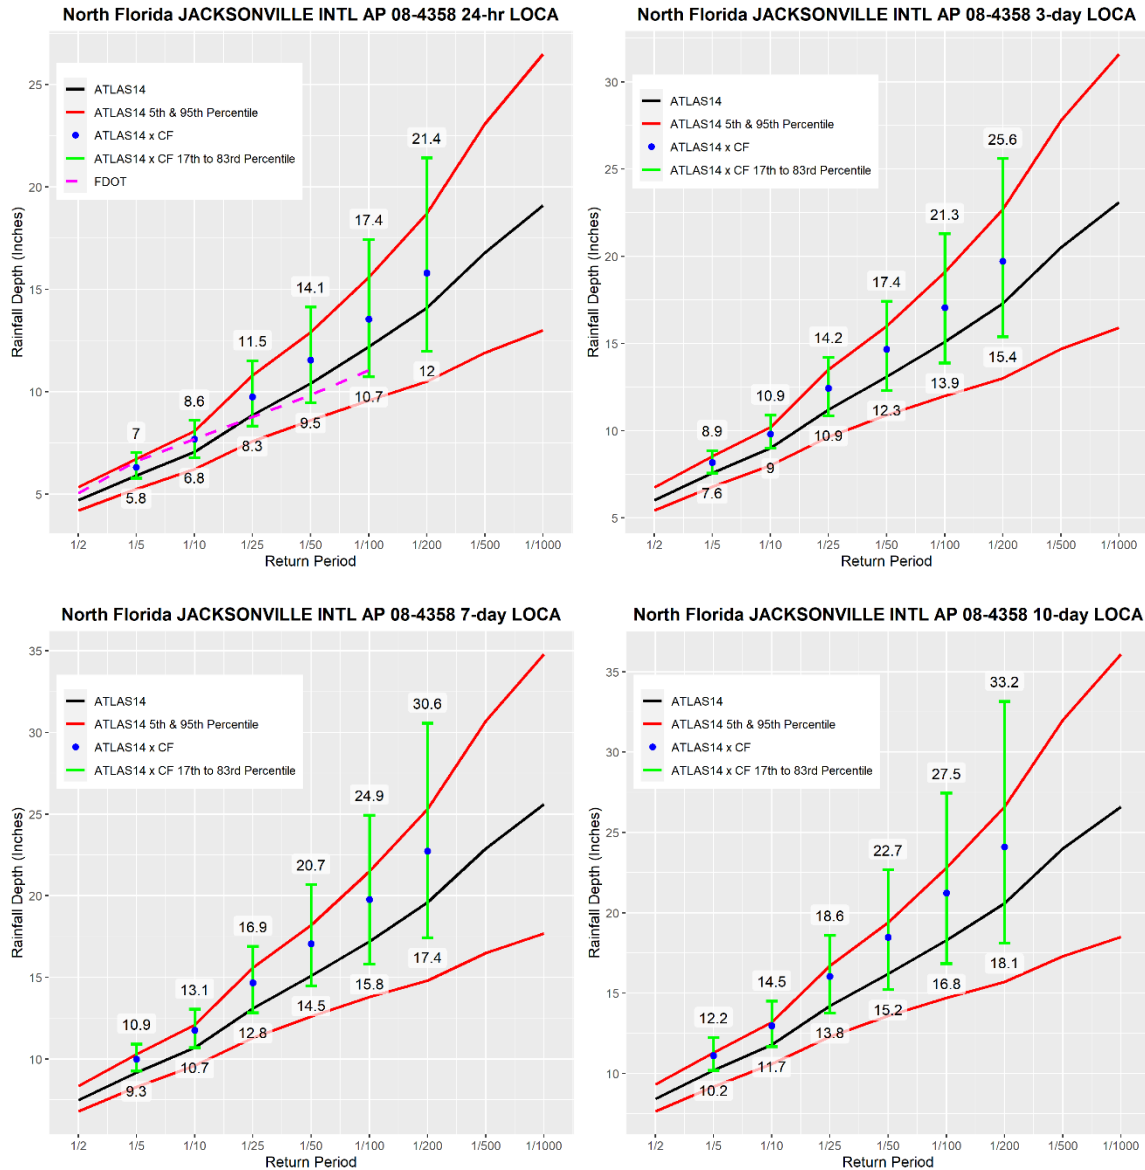 North Florida JACKSONVILLE INTL AP 08-4358 24-hr LOCA
Rainfall Depth (Inches)
25
20
15
10
5
ATLAS14
ATLAS14 5th & 95th Percentile
ATLAS14 x CF
ATLAS14 x CF 17th to 83rd Percentile
FDOT
21.4
17.4
14.1
11.5
8.6
7
12
10.7
9.5
8.3
6.8
5.8
1/2 1/5 1/10 1/25 1/50 1/100 1/200 1/500 1/1000
Return Period
North Florida JACKSONVILLE INTL AP 08-4358 3-day LOCA
Rainfall Depth (Inches)
30
25
20
15
10
5
ATLAS14
ATLAS14 5th & 95th Percentile
ATLAS14 x CF
ATLAS14 x CF 17th to 83rd Percentile
25.6
21.3
17.4
14.2
10.9
8.9
15.4
13.9
12.3
10.9
9
7.6
1/2 1/5 1/10 1/25 1/50 1/100 1/200 1/500 1/1000
Return Period
North Florida JACKSONVILLE INTL AP 08-4358 7-day LOCA
Rainfall Depth (Inches)
35
30
25
20
15
10
ATLAS14
ATLAS14 5th & 95th Percentile
ATLAS14 x CF
ATLAS14 x CF 17th to 83rd Percentile
30.6
24.9
20.7
16.9
13.1
10.9
17.4
15.8
14.5
12.8
10.7
9.3
1/2 1/5 1/10 1/25 1/50 1/100 1/200 1/500 1/1000
Return Period
North Florida JACKSONVILLE INTL AP 08-4358 10-day LOCA
Rainfall Depth (Inches)
35
30
25
20
15
10
ATLAS14
ATLAS14 5th & 95th Percentile
ATLAS14 x CF
ATLAS14 x CF 17th to 83rd Percentile
33.2
27.5
22.7
18.6
14.5
12.2
18.1
16.8
15.2
13.8
11.7
10.2
1/2 1/5 1/10 1/25 1/50 1/100 1/200 1/500 1/1000
Return Period